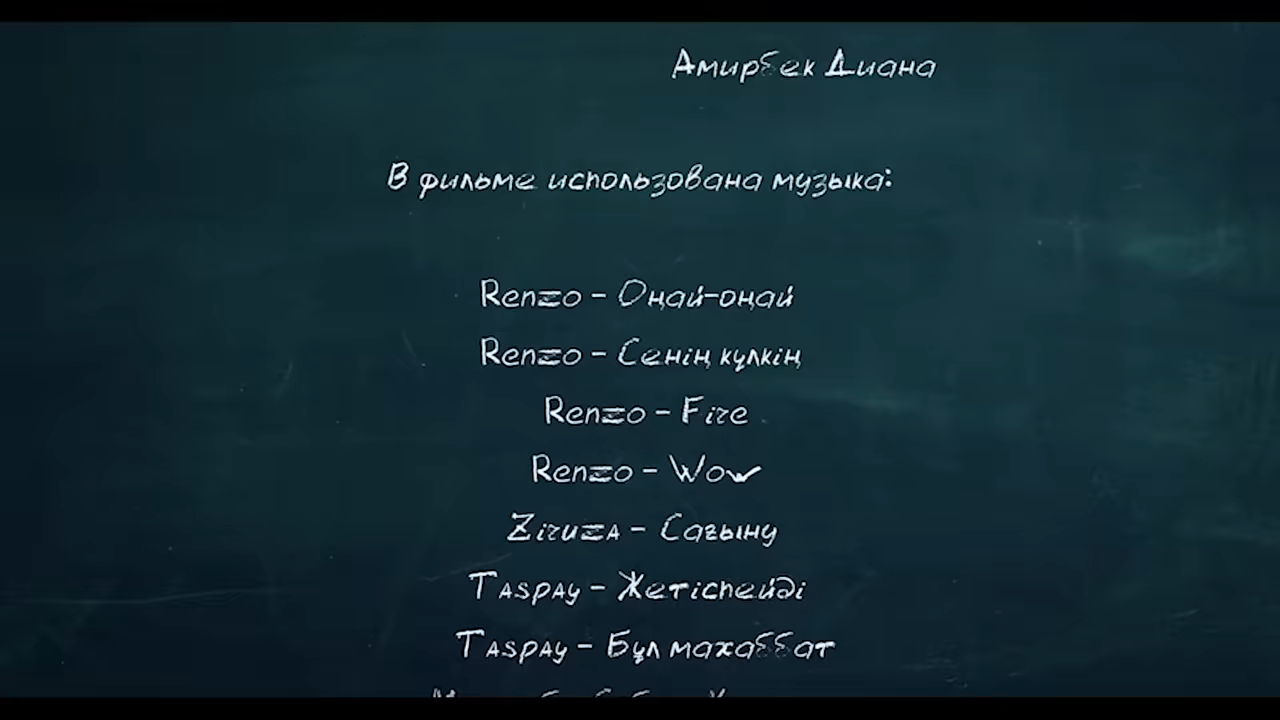 Амирбек Диана
В фильме использована музыка:
Renzo - Оңай-оңай
Renzo - Сенің күлкің
Renzo - Fire
Renzo - Wow
Ziruza - Сағыну
Taspay - Жетіспейді
Taspay - Бұл махаббат